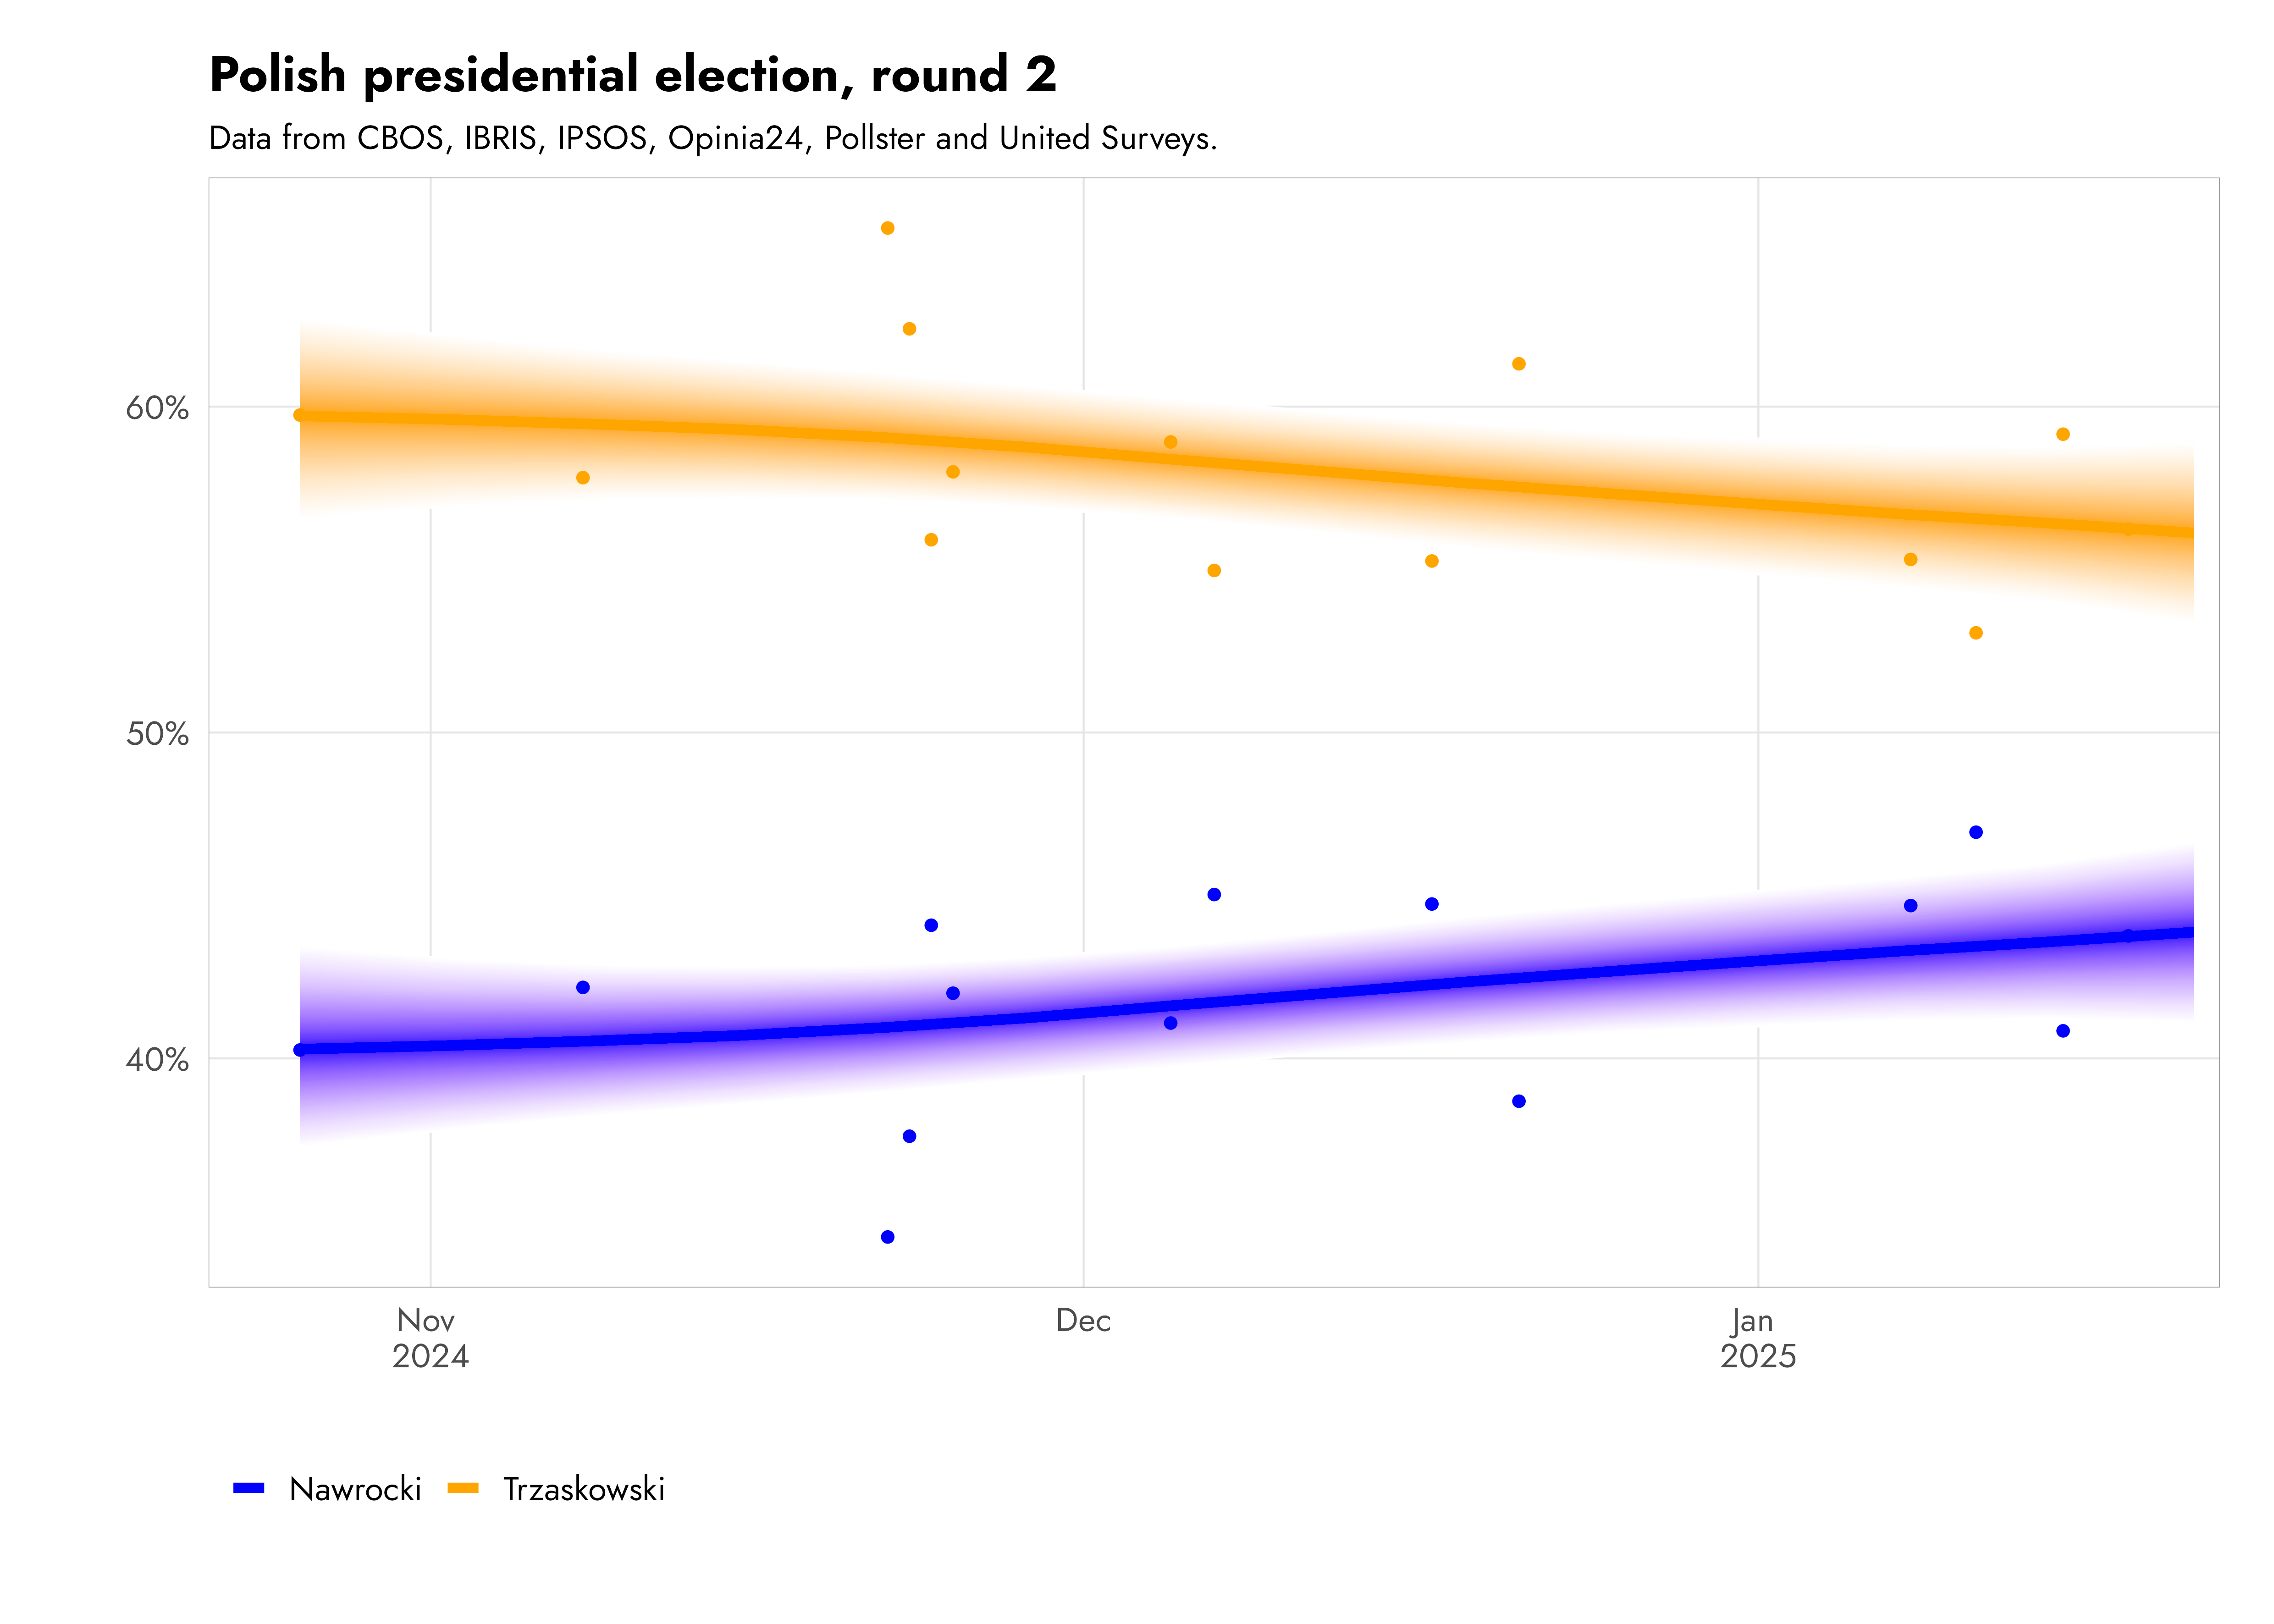 Polish presidential election, round 2
Data from CBOS, IBRIS, IPSOS, Opinia24, Pollster and United Surveys.
60%
50%
40%
Nov
2024
Dec
Jan
2025
Nawrocki
Trzaskowski